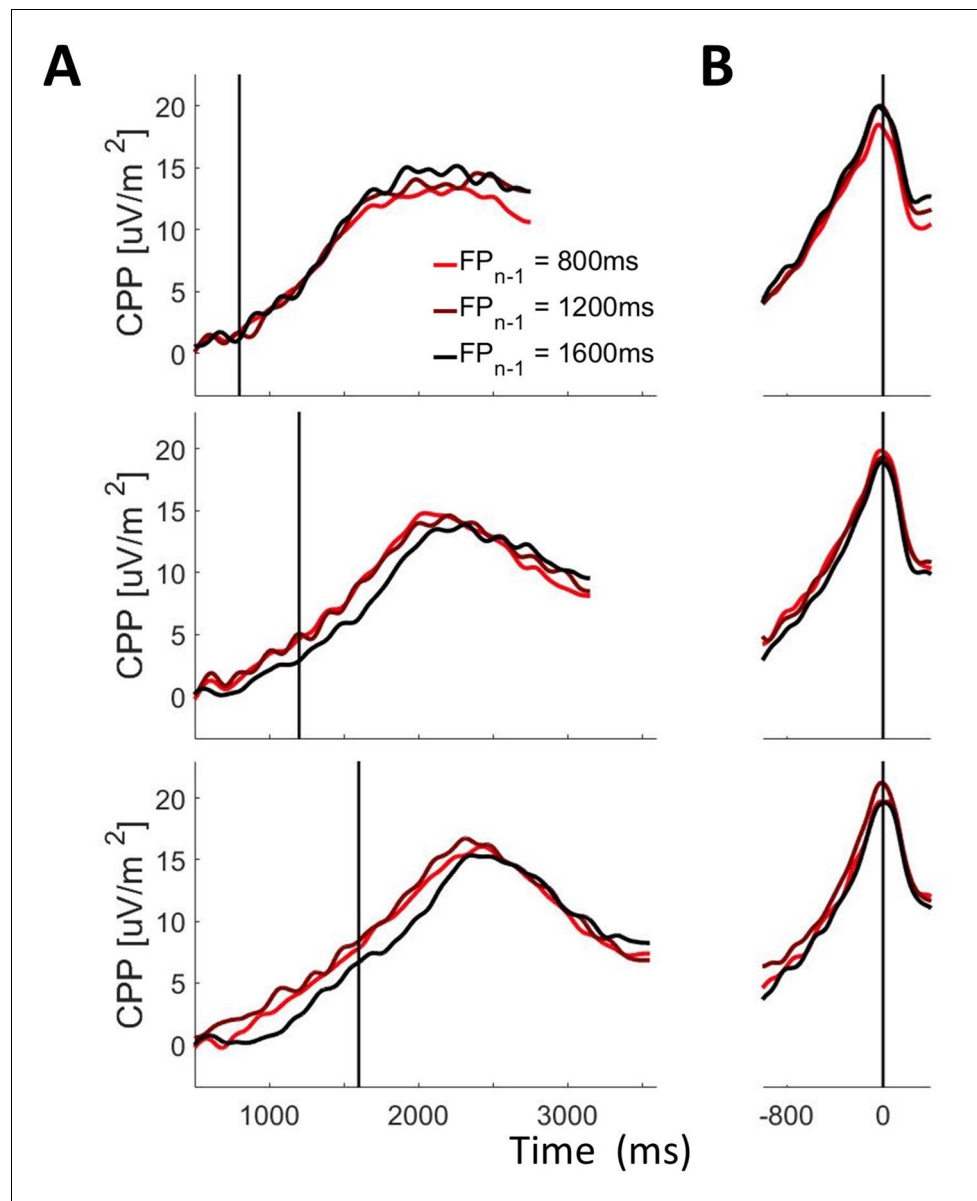 A
B
CPP [uV/m ²]
20
15
10
5
0
FPn-1 = 800ms
FPn-1 = 1200ms
FPn-1 = 1600ms
CPP [uV/m ²]
20
15
10
5
0
CPP [uV/m ²]
20
15
10
5
0
1000
2000
3000
-800
0
Time (ms)